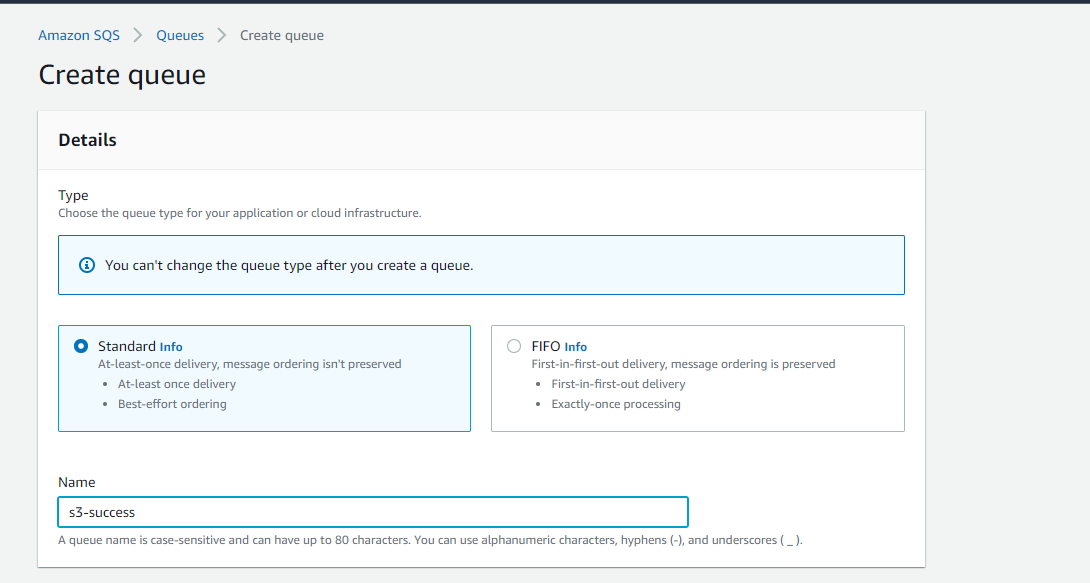 Amazon SQS > Queues > Create queue
Create queue
Details
Type
Choose the queue type for your application or cloud infrastructure.
You can't change the queue type after you create a queue.
Standard Info
At-least-once delivery, message ordering isn't preserved
• At-least once delivery
• Best-effort ordering
FIFO Info
First-in-first-out delivery, message ordering is preserved
• First-in-first-out delivery
• Exactly-once processing
Name
s3-success
A queue name is case-sensitive and can have up to 80 characters. You can use alphanumeric characters, hyphens (-), and underscores ( _ ).